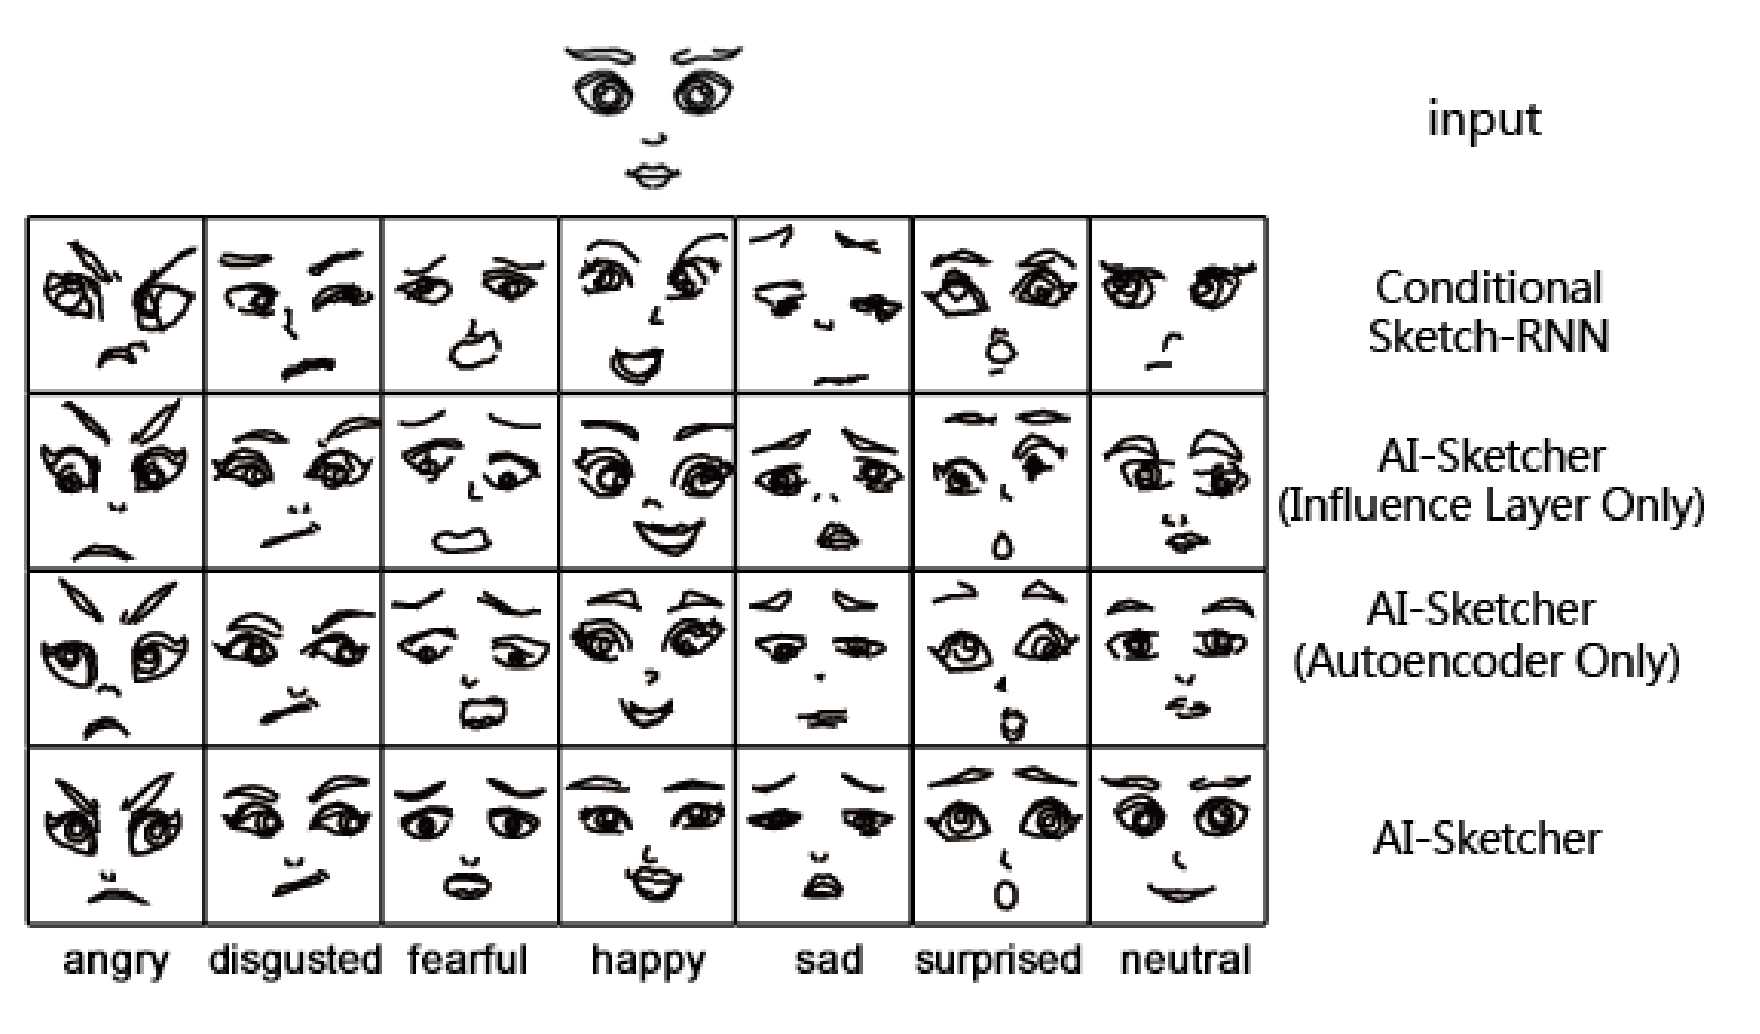 input
Conditional
Sketch-RNN
AI-Sketcher
(Influence Layer Only)
AI-Sketcher
(Autoencoder Only)
AI-Sketcher
angry disgusted fearful happy sad surprised neutral